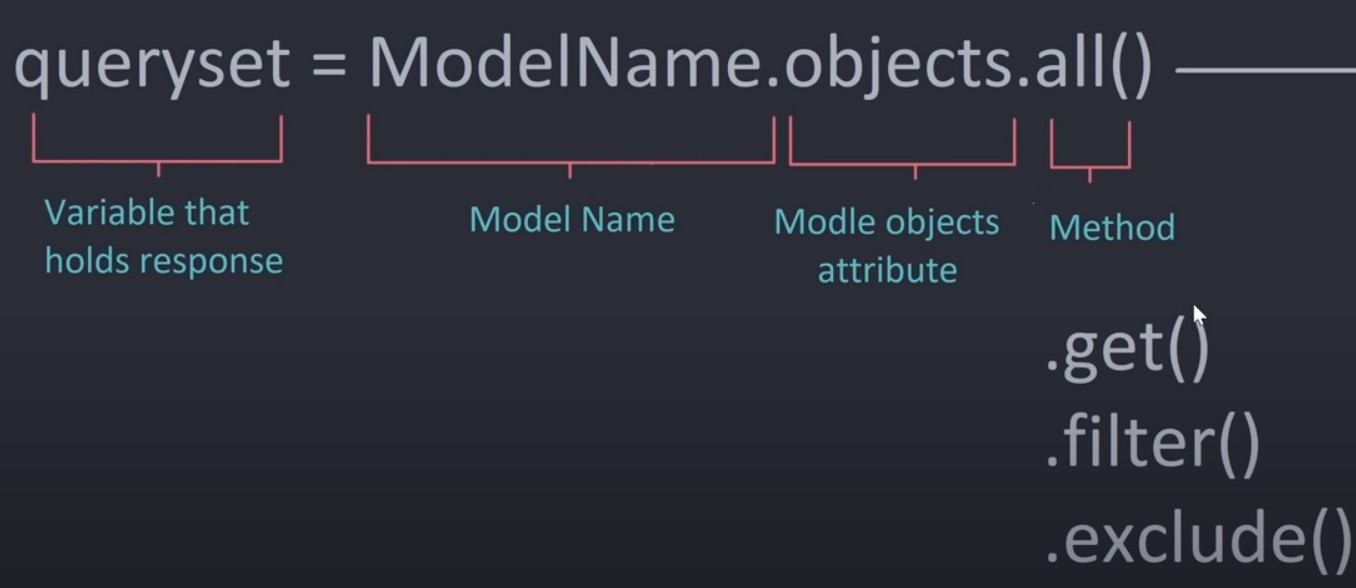 queryset = ModelName.objects.all()
Variable that
holds response
Model Name
Modle objects
attribute
Method
.get()
.filter()
.exclude()